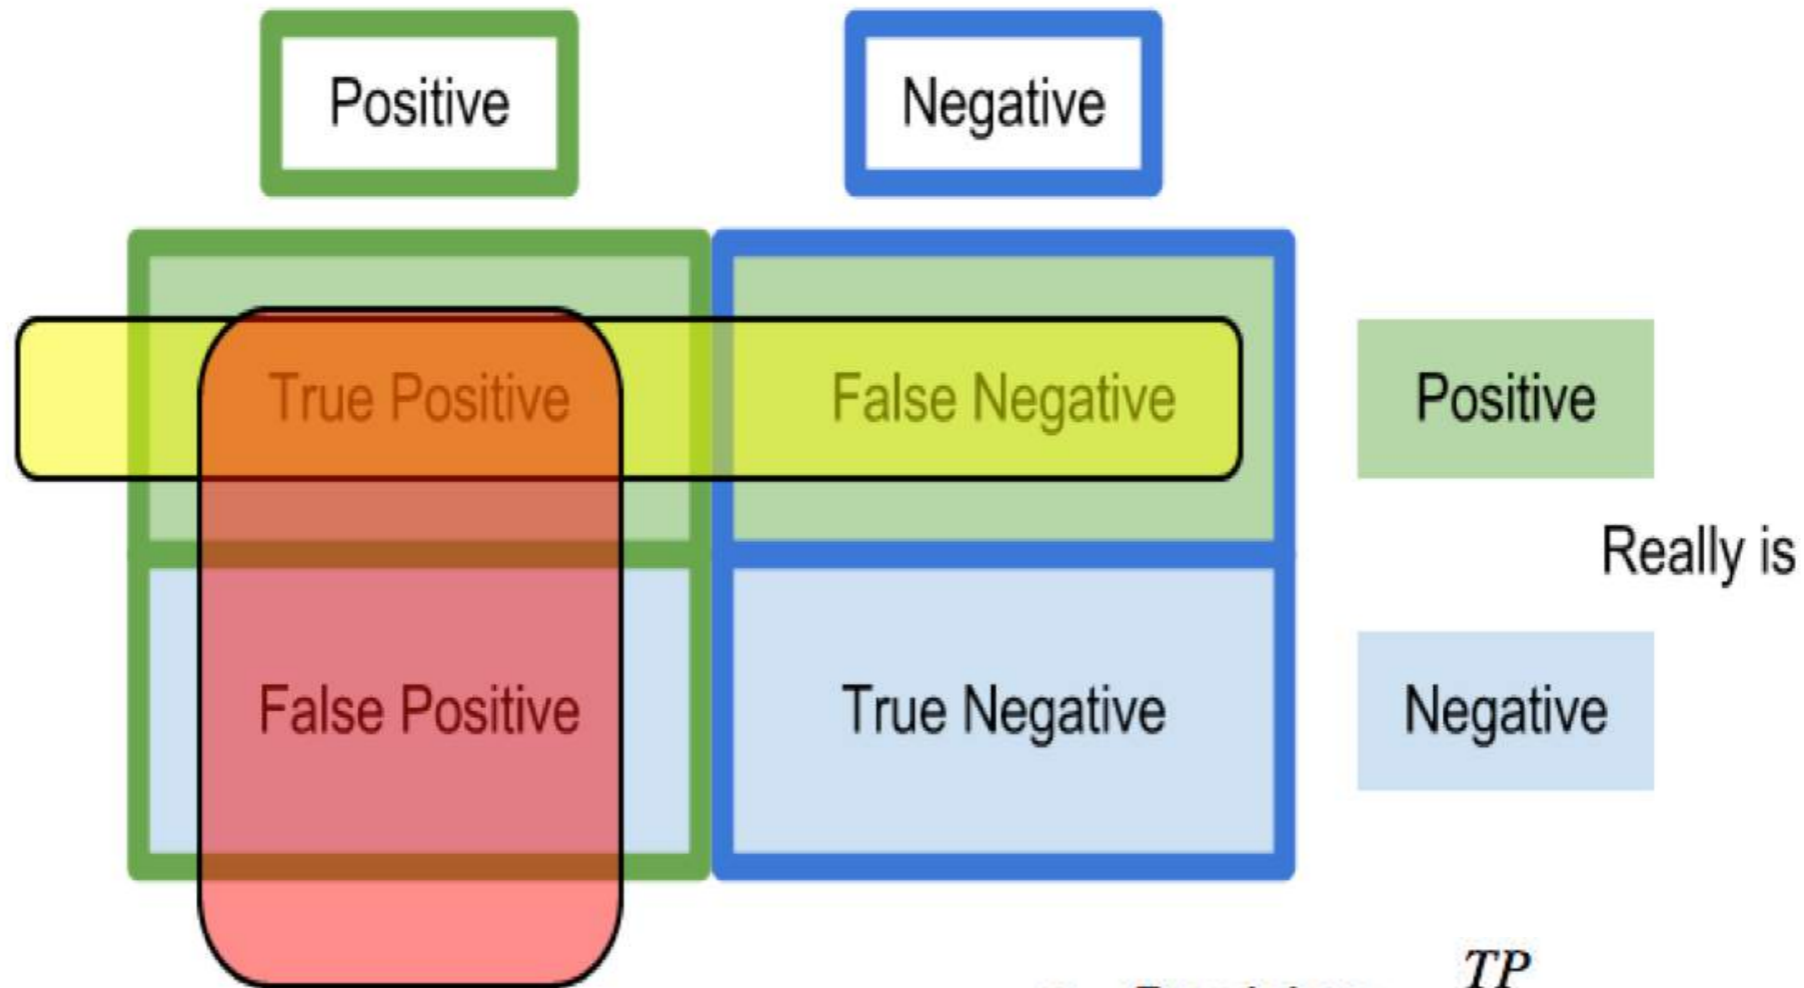 Positive Negative
True Positive False Negative Positive
Really is
False Positive True Negative Negative
TP